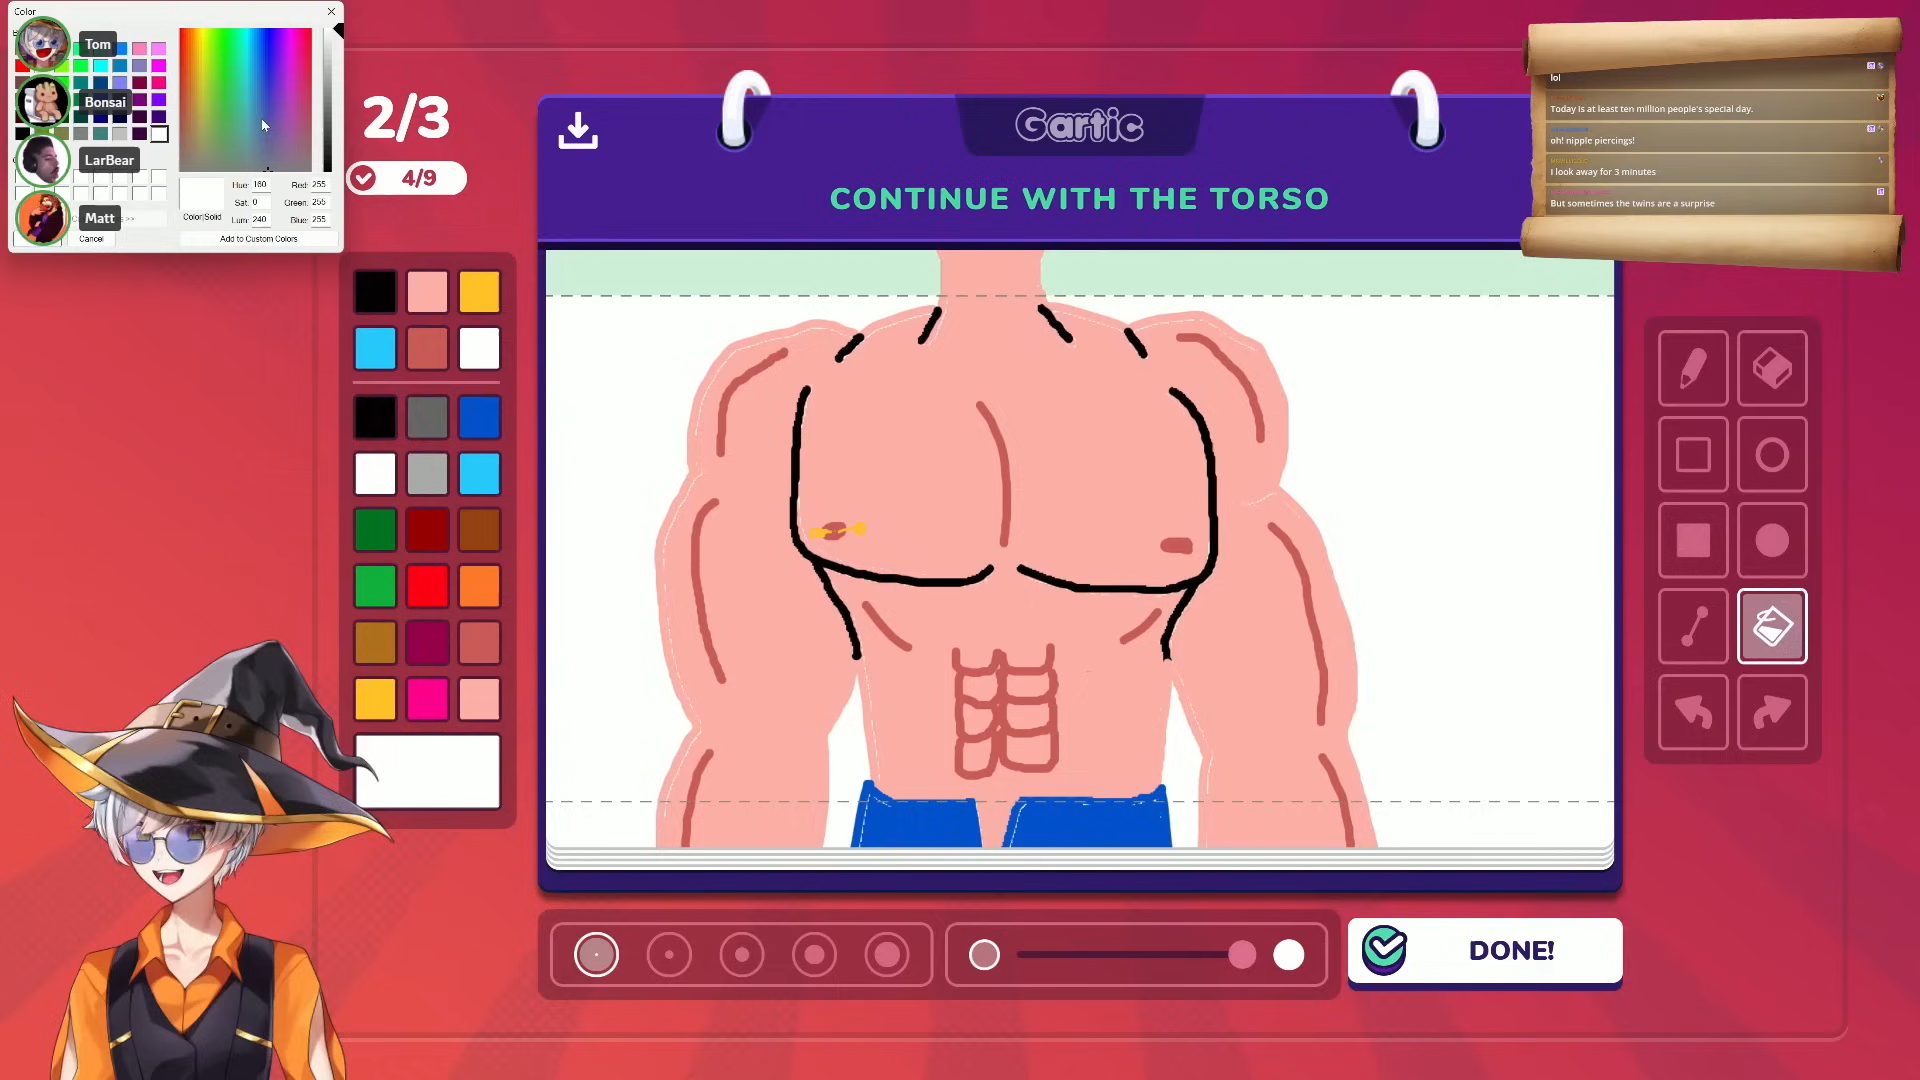 Color
Tom
Bonsai
LarBear
Matt
Hue: 160
Red: 255
Sat: 0
Green: 255
Color|Solid
Lum: 240
Blue: 255
Cancel
Add to Custom Colors
2/3
4/9
Gartic
CONTINUE WITH THE TORSO
lol
Today is at least ten million people's special day.
oh! nipple piercings!
I look away for 3 minutes
But sometimes the twins are a surprise
DONE!